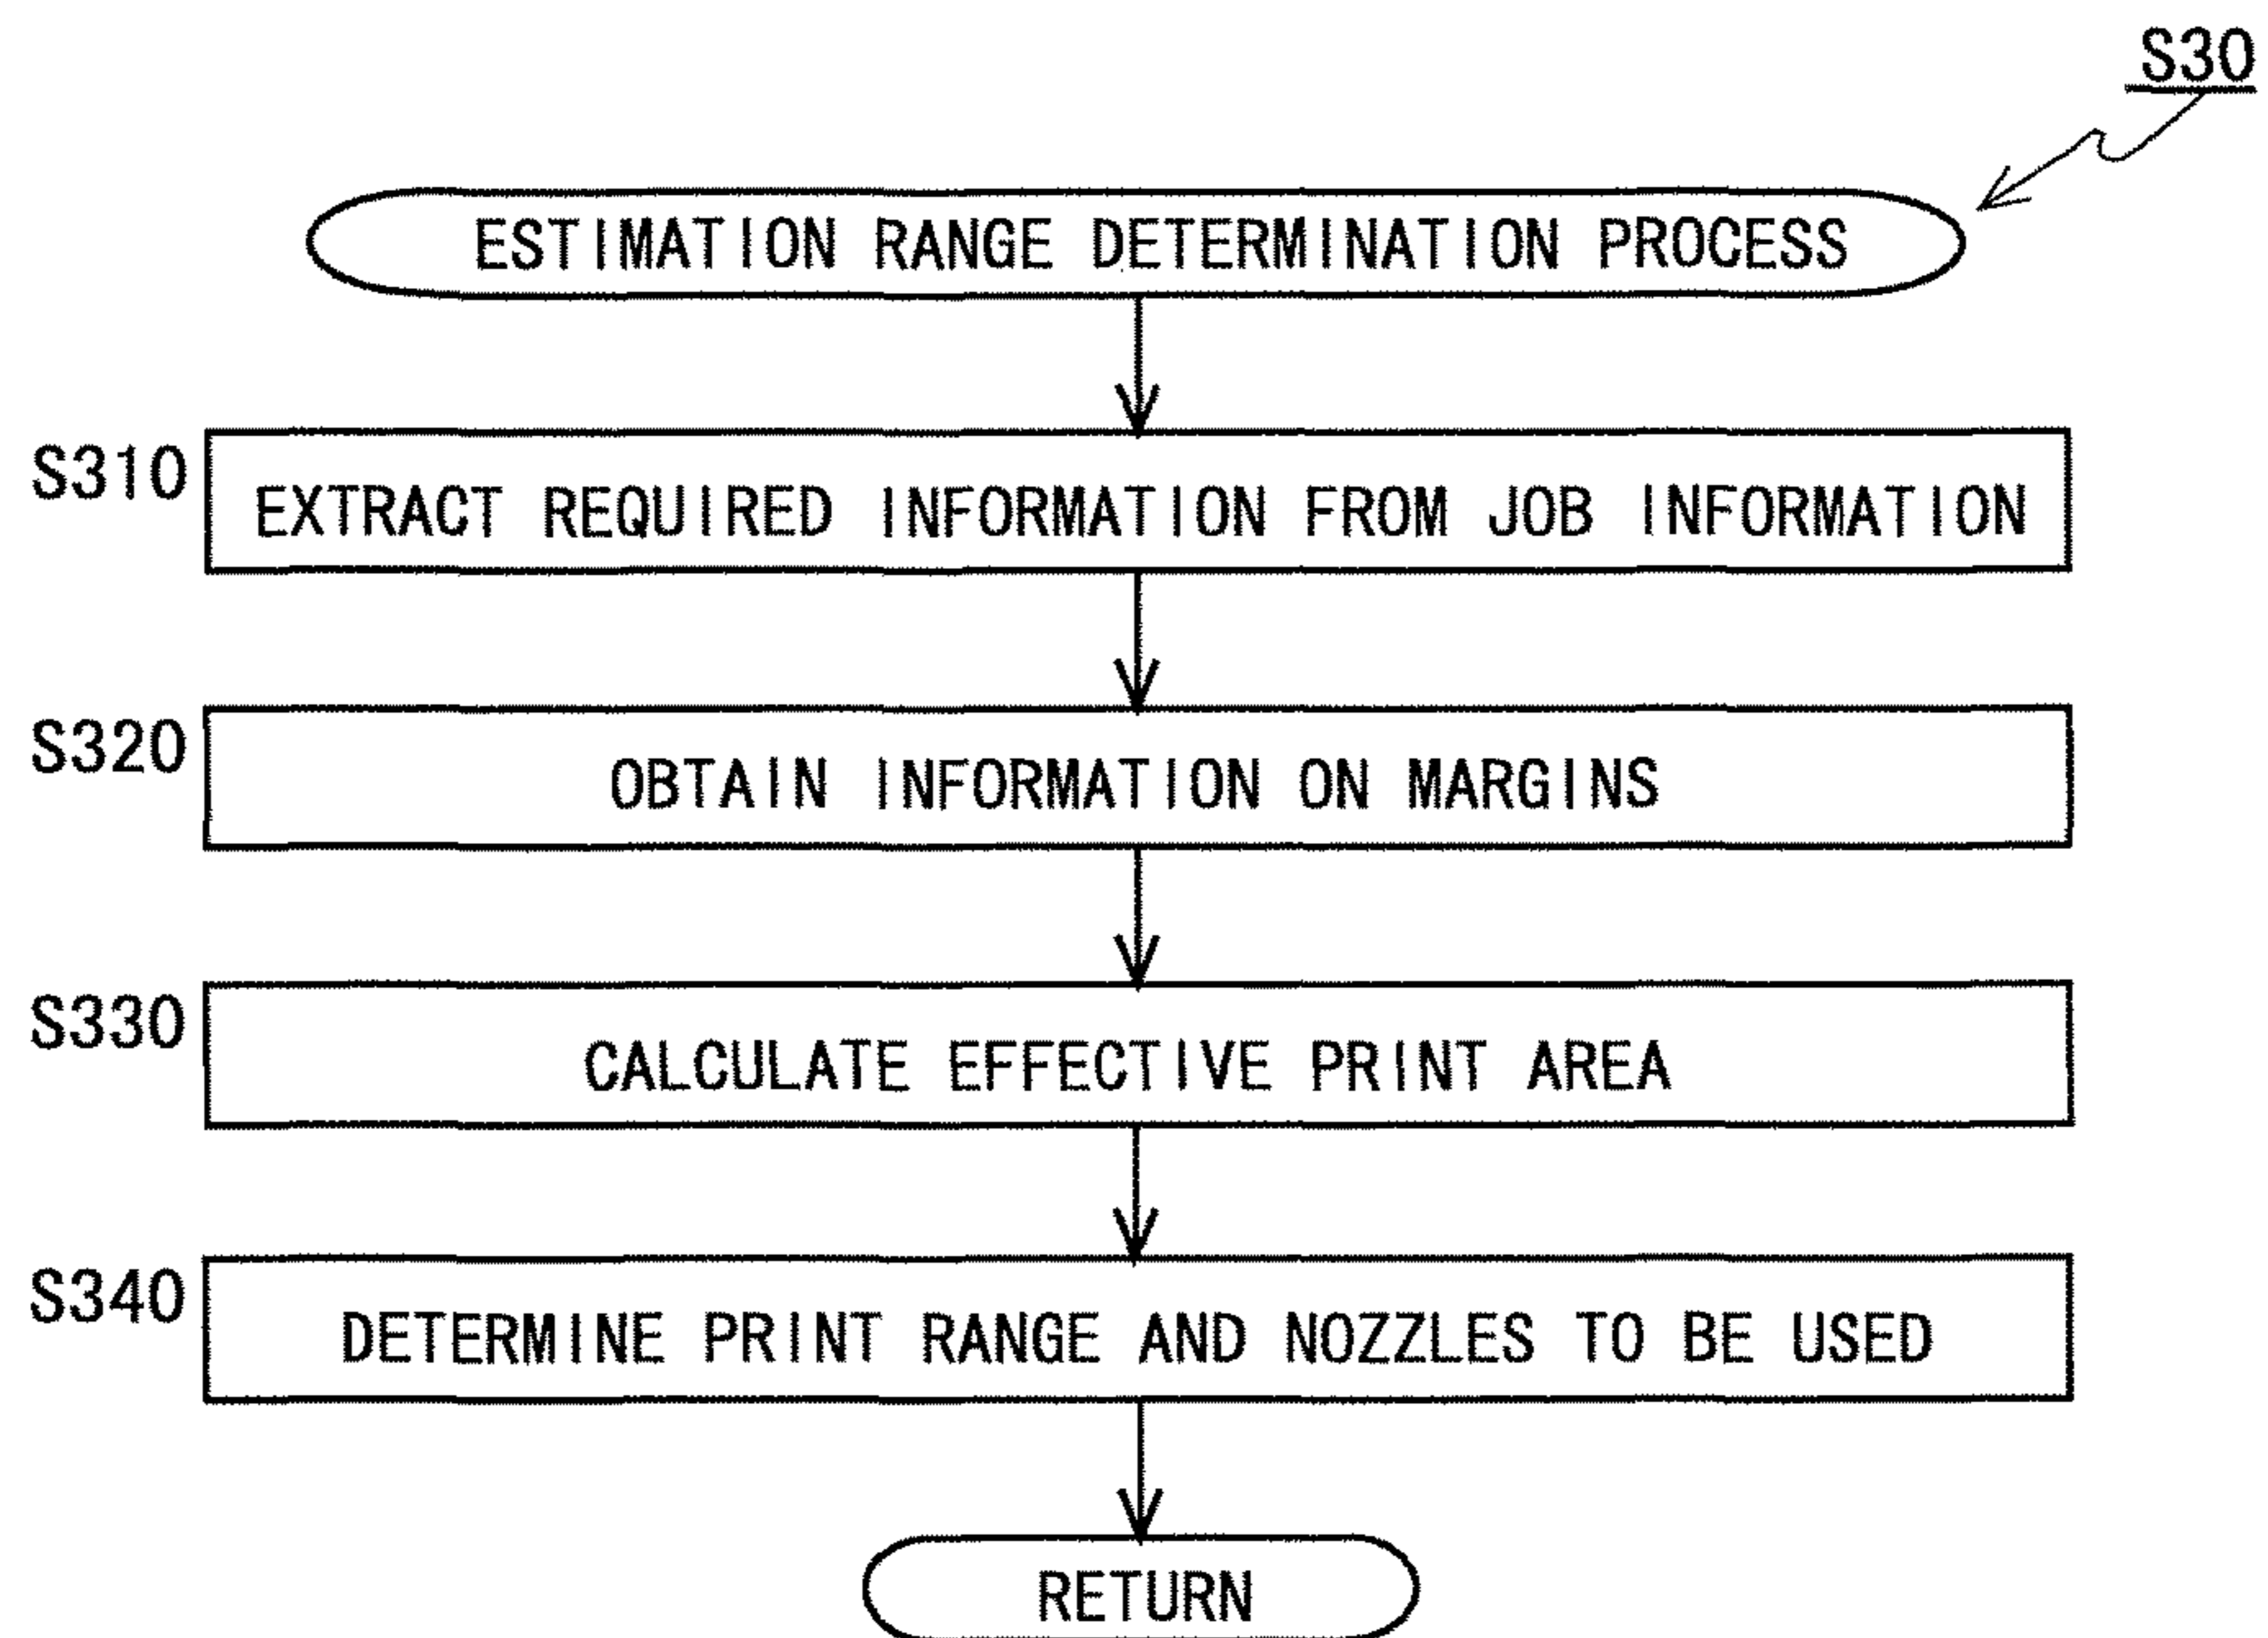 S30
ESTIMATION RANGE DETERMINATION PROCESS
S310
EXTRACT REQUIRED INFORMATION FROM JOB INFORMATION
S320
OBTAIN INFORMATION ON MARGINS
S330
CALCULATE EFFECTIVE PRINT AREA
S340
DETERMINE PRINT RANGE AND NOZZLES TO BE USED
RETURN